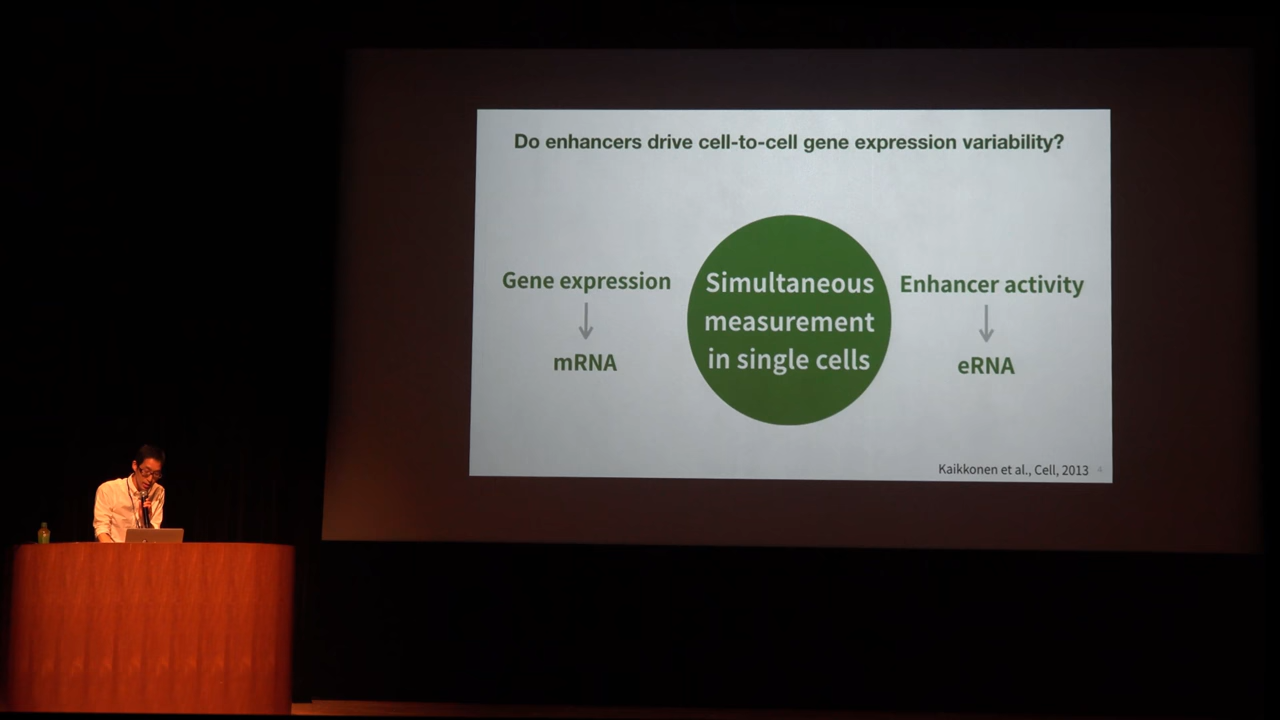 Do enhancers drive cell-to-cell gene expression variability?
Gene expression
mRNA
Simultaneous
measurement
in single cells
Enhancer activity
eRNA
Kaikkonen et al., Cell, 2013
4